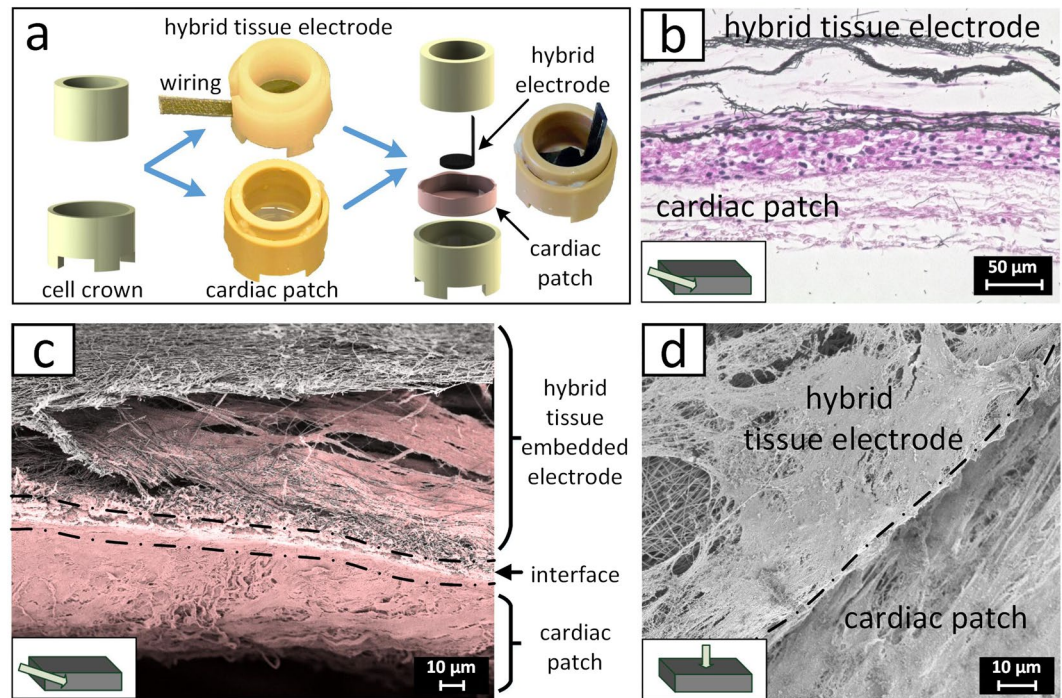 a
hybrid tissue electrode
wiring
hybrid
electrode
cell crown
cardiac patch
cardiac
patch
b
hybrid tissue electrode
cardiac patch
50 µm
c
hybrid
tissue
embedded
electrode
interface
cardiac
patch
10 µm
d
hybrid
tissue electrode
cardiac patch
10 µm